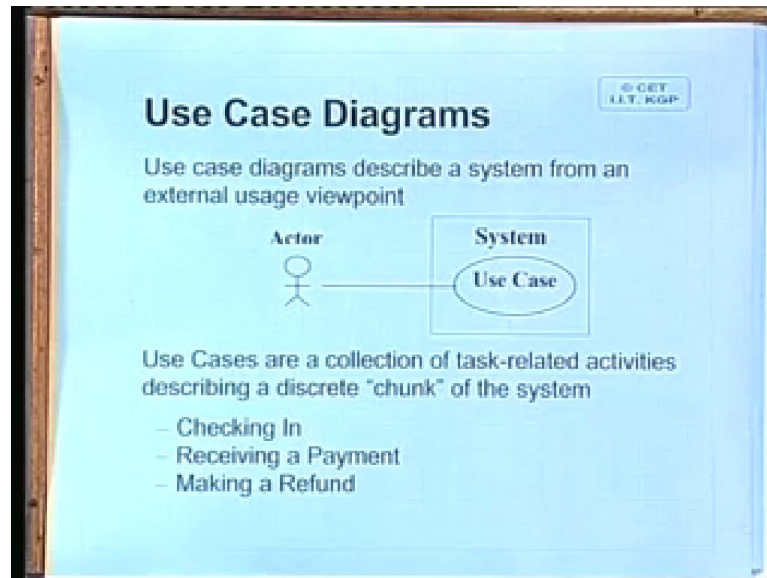 © CET
I.I.T. KGP
Use Case Diagrams
Use case diagrams describe a system from an
external usage viewpoint
Actor
System
Use Case
Use Cases are a collection of task-related activities
describing a discrete “chunk” of the system
– Checking In
– Receiving a Payment
– Making a Refund